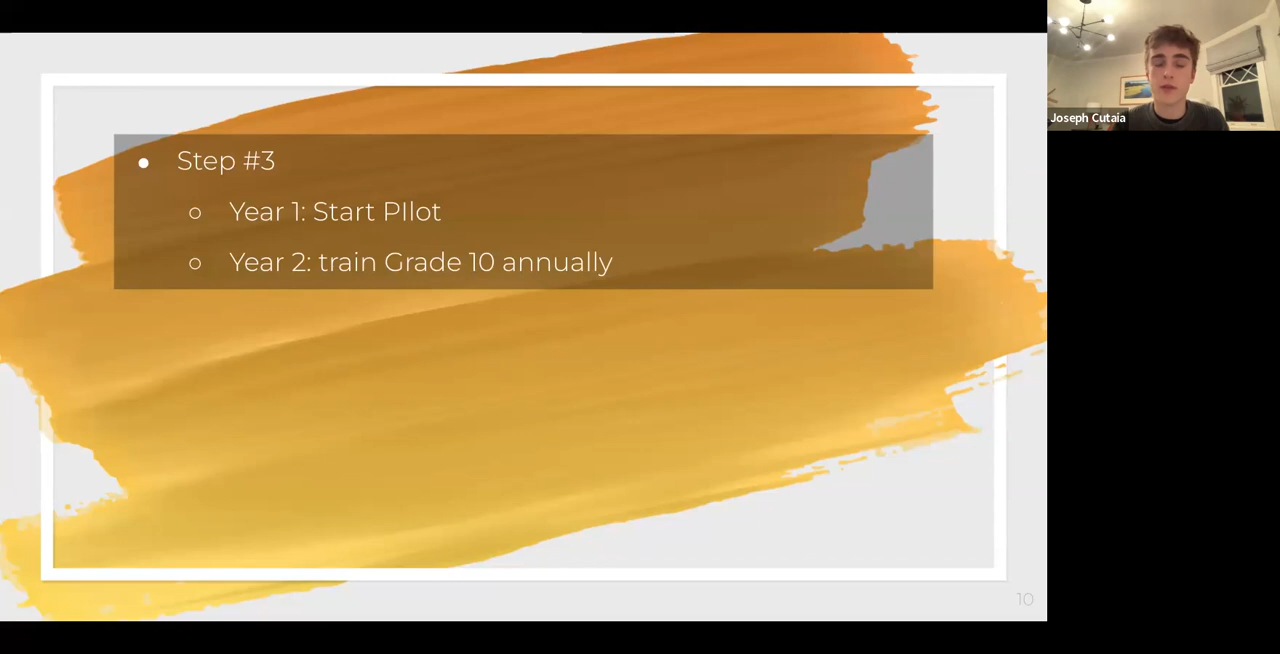 Step #3
Year 1: Start PIlot
Year 2: train Grade 10 annually
10
Joseph Cutaia